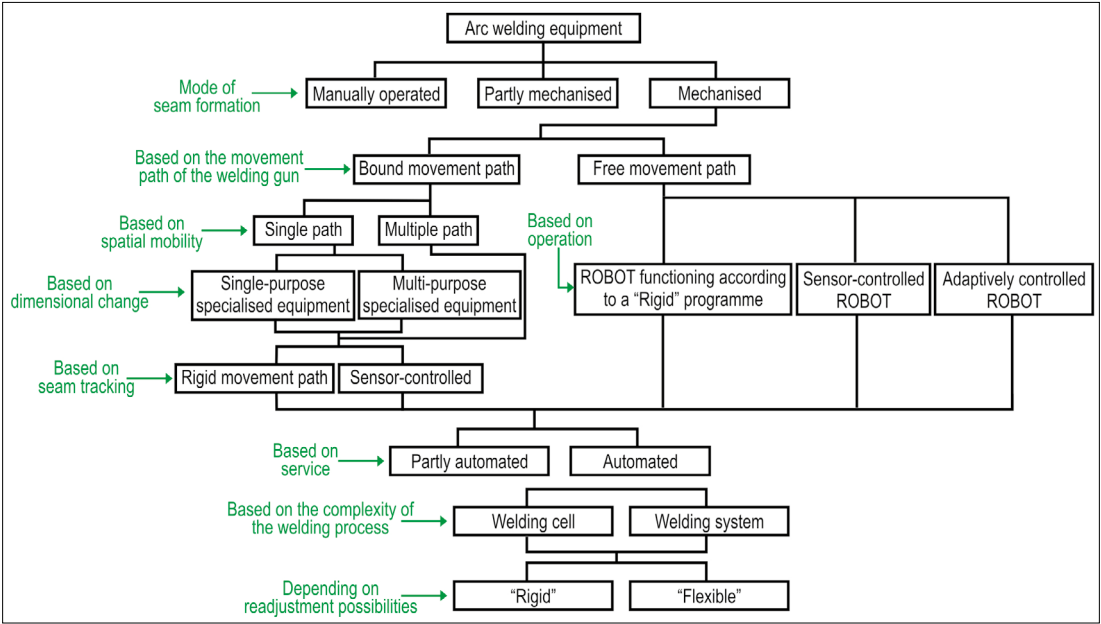 Arc welding equipment
Mode of
seam formation
Manually operated
Partly mechanised
Mechanised
Based on the movement
path of the welding gun
Bound movement path
Free movement path
Based on
spatial mobility
Single path
Multiple path
Based on
operation
Based on
dimensional change
Single-purpose
specialised equipment
Multi-purpose
specialised equipment
ROBOT functioning according
to a “Rigid” programme
Sensor-controlled
ROBOT
Adaptively controlled
ROBOT
Based on
seam tracking
Rigid movement path
Sensor-controlled
Based on
service
Partly automated
Automated
Based on the complexity of
the welding process
Welding cell
Welding system
Depending on
readjustment possibilities
“Rigid”
“Flexible”